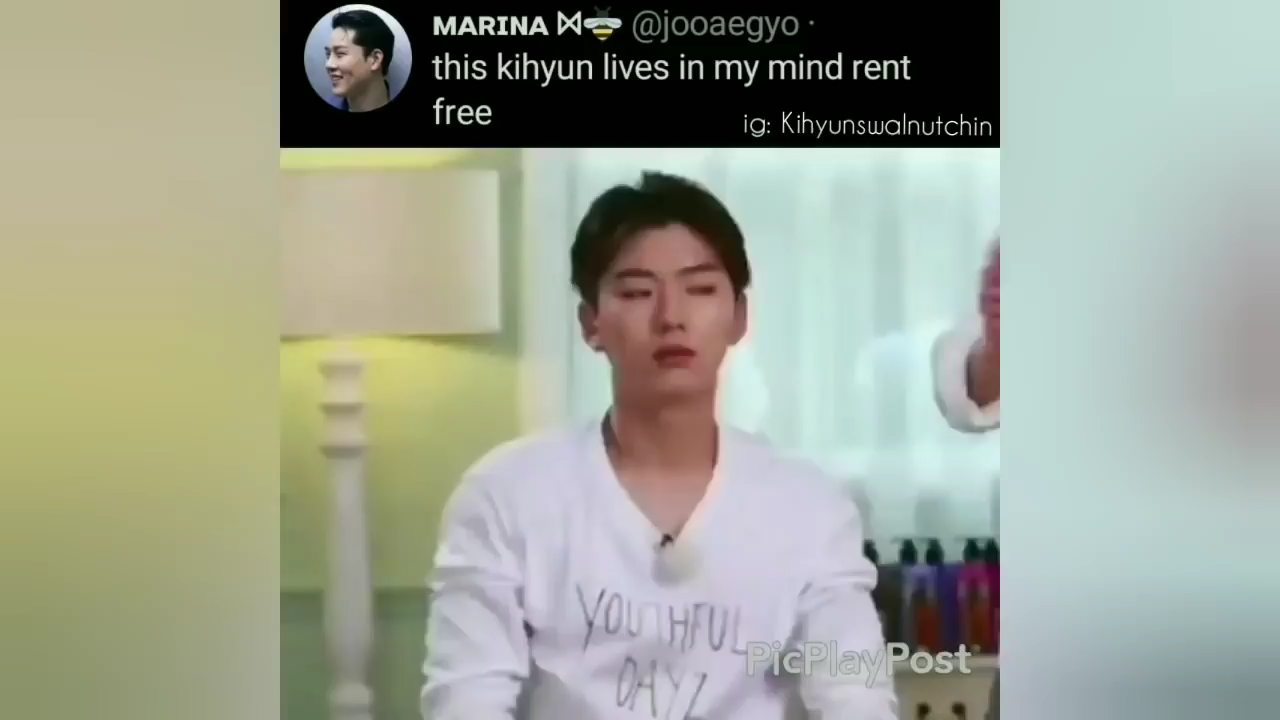 MARINA ⋈🐝 @jooaegyo ·
this kihyun lives in my mind rent
free
ig: Kihyunswalnutchin
YOUTHFUL
DAYZ
PicPlayPost